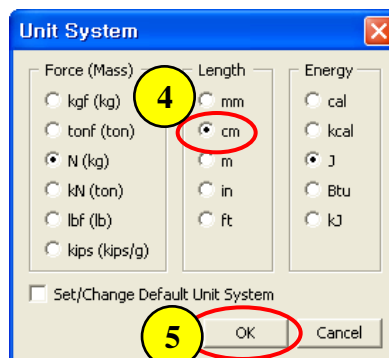 Unit System
Force (Mass)
kgf (kg)
tonf (ton)
N (kg)
kN (ton)
lbf (lb)
kips (kips/g)
4
Length
mm
cm
m
in
ft
Energy
cal
kcal
J
Btu
kJ
Set/Change Default Unit System
5
OK
Cancel